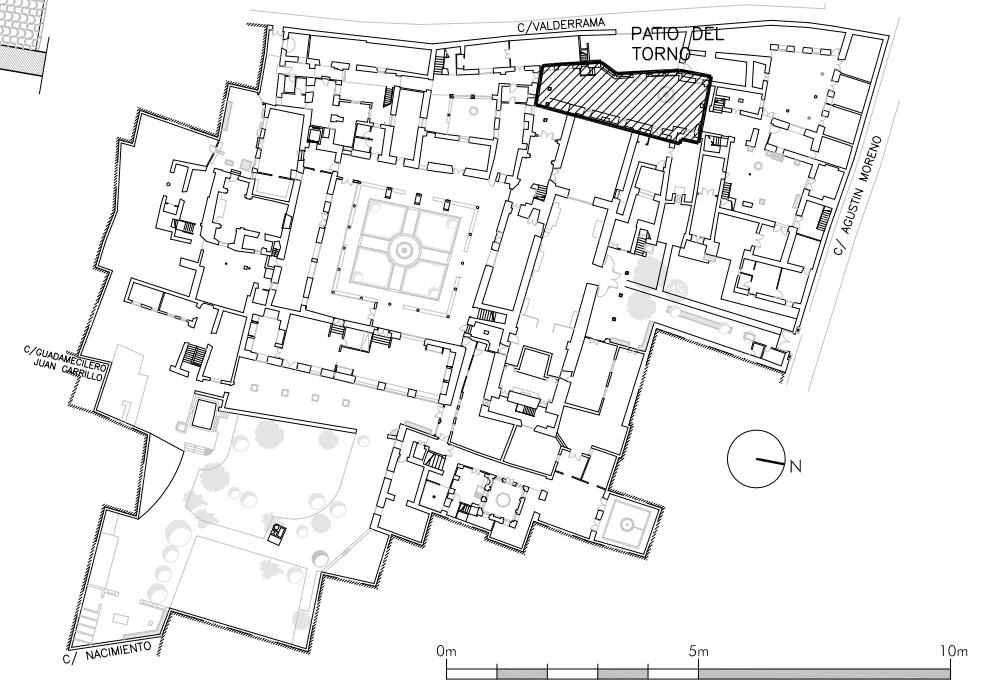 C/VALDERRAMA
PATIO DEL
TORNO
C/ AGUSTIN MORENO
C/GUADAMECILERO
JUAN CARRILLO
N
C/ NACIMIENTO
0m
5m
10m